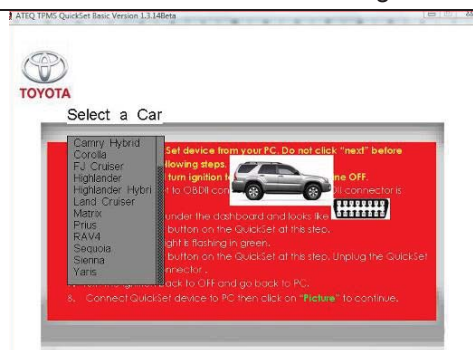 ATEQ TPMS QuickSet Basic Version 1.3.14Beta
TOYOTA
Select a Car
Camry Hybrid
Corolla
FJ Cruiser
Highlander
Highlander Hybri
Land Cruiser
Matrix
Prius
RAV4
Sequoia
Sienna
Yaris
Set device from your PC. Do not click "next" before
lowing steps.
turn ignition t ne OFF.
t to OBDII con II connector is
under the dashboard and looks like
button on the QuickSet at this step.
ght is flashing in green.
button on the QuickSet at this step. Unplug the QuickSet
nnector .
ack to OFF and go back to PC.
8. Connect QuickSet device to PC then click on "Picture" to continue.